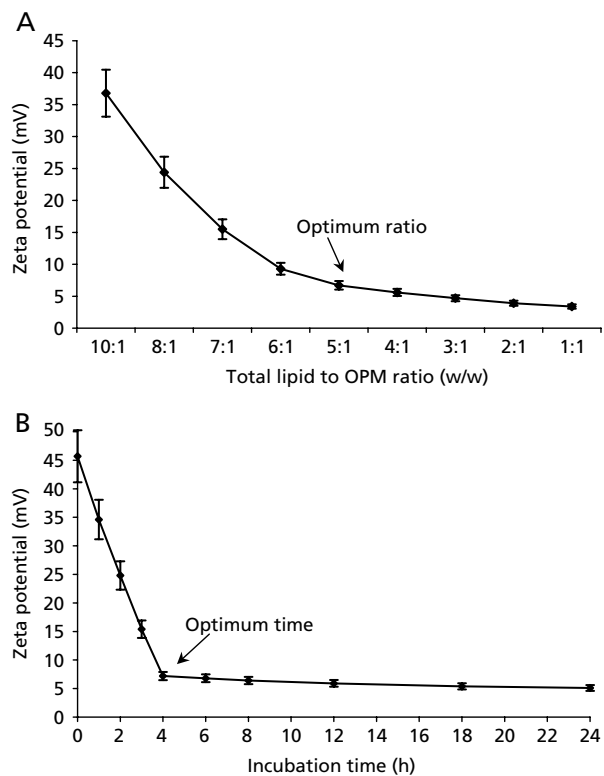 A
Zeta potential (mV)
45
40
35
30
25
20
15
10
5
0
Optimum ratio
10:1 8:1 7:1 6:1 5:1 4:1 3:1 2:1 1:1
Total lipid to OPM ratio (w/w)
B
Zeta potential (mV)
50
45
40
35
30
25
20
15
10
5
0
Optimum time
0 2 4 6 8 10 12 14 16 18 20 22 24
Incubation time (h)